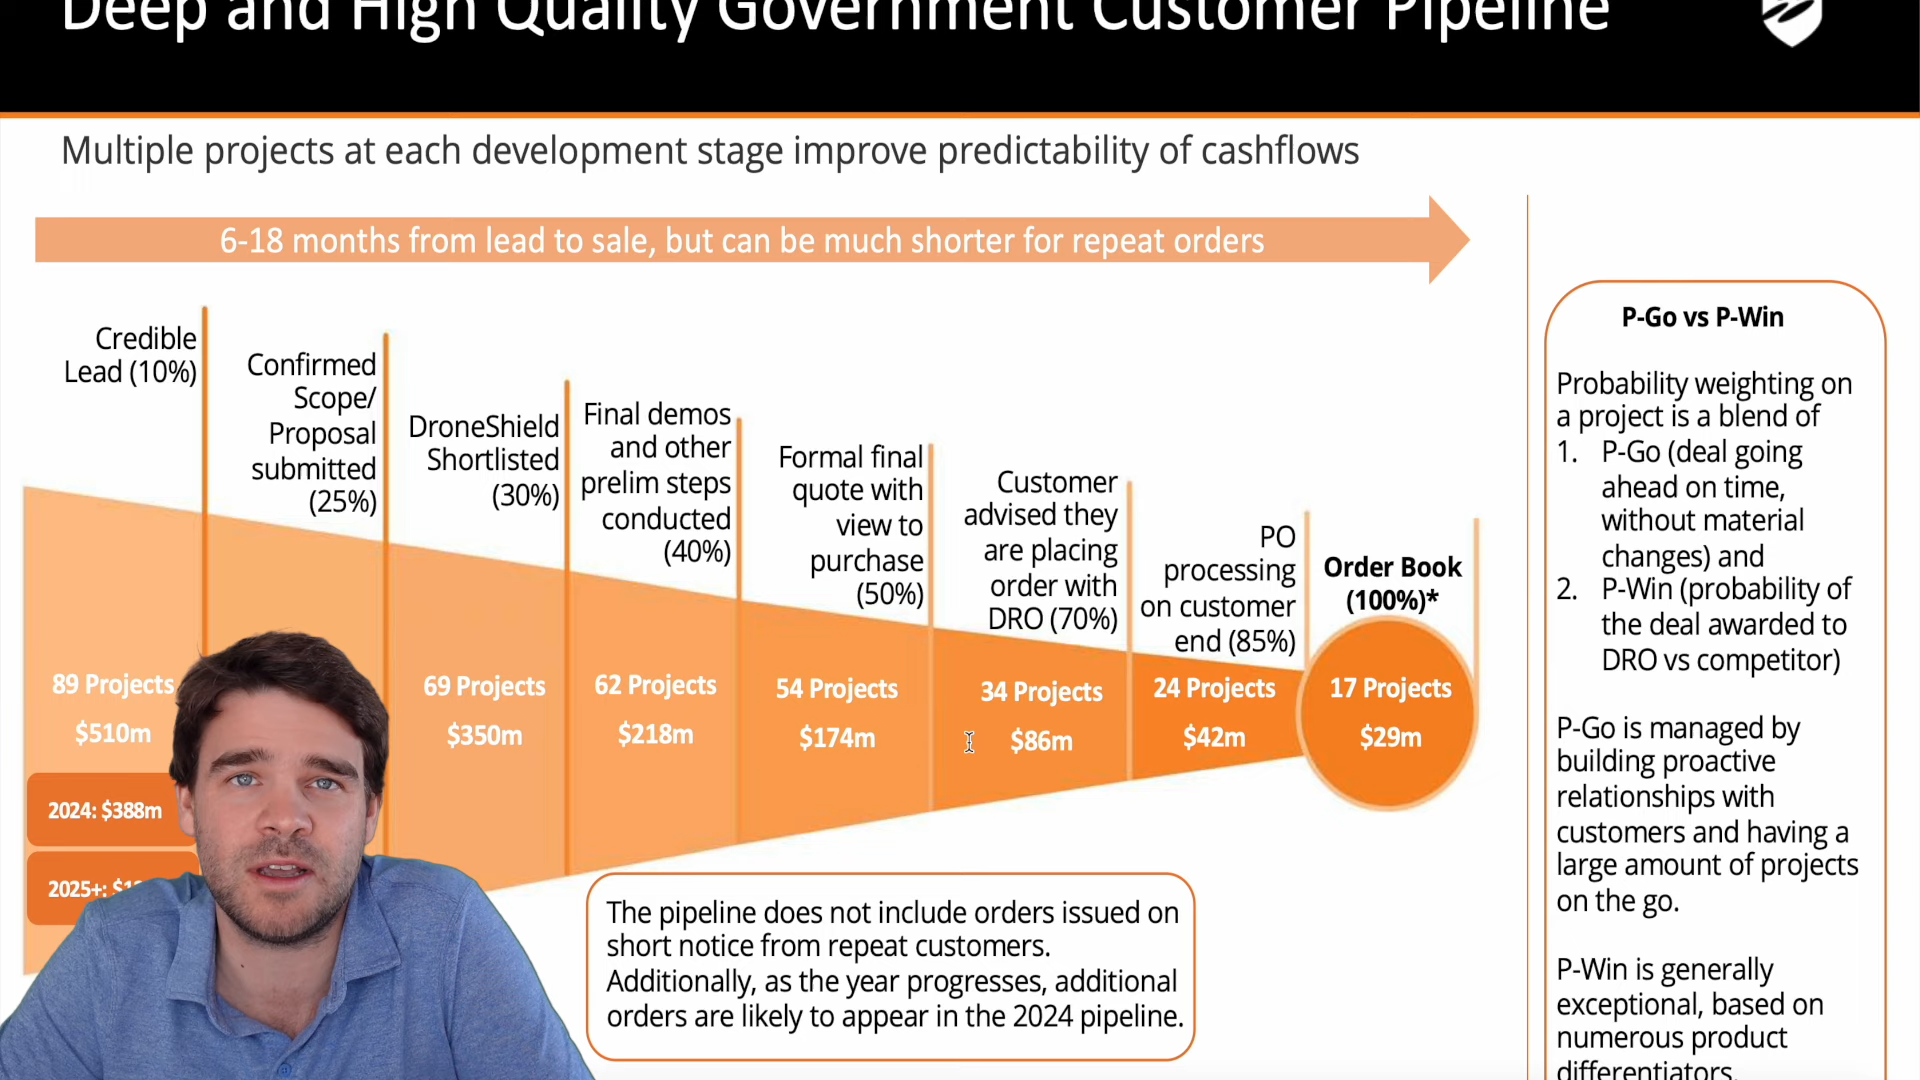 Deep and High Quality Government Customer Pipeline
Multiple projects at each development stage improve predictability of cashflows
6-18 months from lead to sale, but can be much shorter for repeat orders
Credible
Lead (10%)
Confirmed
Scope/
Proposal
submitted
(25%)
DroneShield
Shortlisted
(30%)
Final demos
and other
prelim steps
conducted
(40%)
Formal final
quote with
view to
purchase
(50%)
Customer
advised they
are placing
order with
DRO (70%)
PO
processing
on customer
end (85%)
Order Book
(100%)*
89 Projects
$510m
2024: $388m
2025+:
69 Projects
$350m
62 Projects
$218m
54 Projects
$174m
34 Projects
$86m
24 Projects
$42m
17 Projects
$29m
The pipeline does not include orders issued on
short notice from repeat customers.
Additionally, as the year progresses, additional
orders are likely to appear in the 2024 pipeline.
P-Go vs P-Win
Probability weighting on
a project is a blend of
1. P-Go (deal going
ahead on time,
without material
changes) and
2. P-Win (probability of
the deal awarded to
DRO vs competitor)
P-Go is managed by
building proactive
relationships with
customers and having a
large amount of projects
on the go.
P-Win is generally
exceptional, based on
numerous product
differentiators.